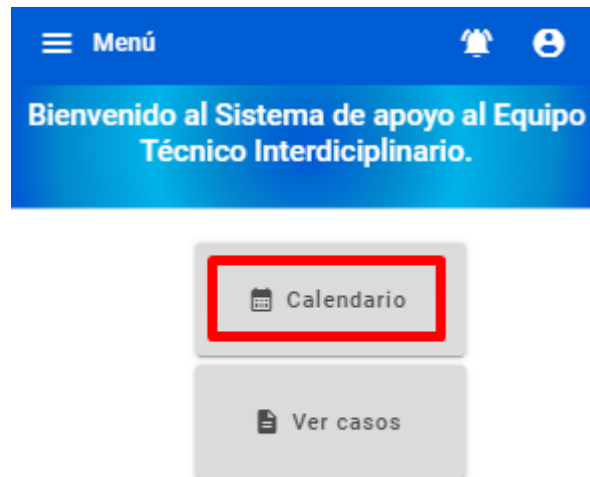 Menú
Bienvenido al Sistema de apoyo al Equipo
Técnico Interdiciplinario.
Calendario
Ver casos